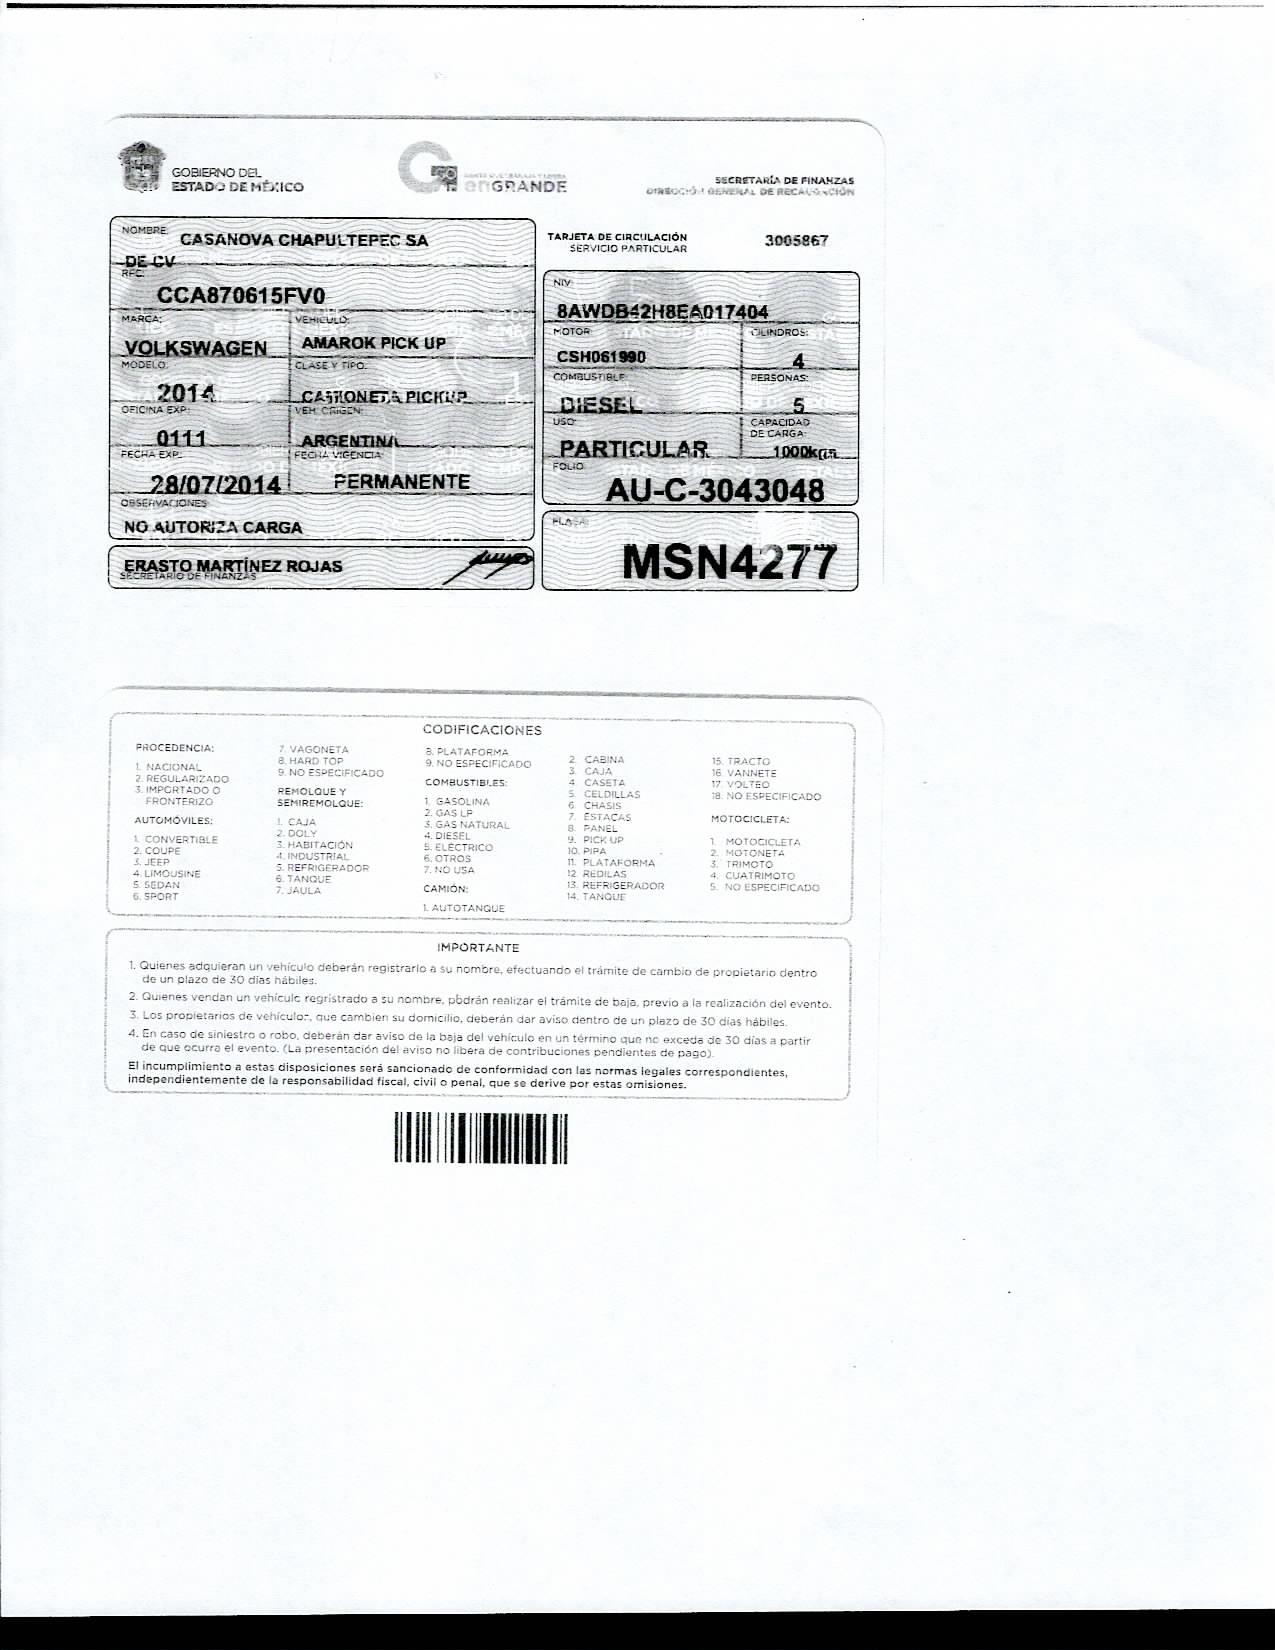 GOBIERNO DEL
ESTADO DE MÉXICO
enGRANDE
SECRETARÍA DE FINANZAS
DIRECCIÓN GENERAL DE RECAUDACIÓN
TARJETA DE CIRCULACIÓN
SERVICIO PARTICULAR
3005867
NOMBRE:
CASANOVA CHAPULTEPEC SA
DE CV
RFC:
CCA870615FV0
MARCA:
VOLKSWAGEN
VEHICULO:
AMAROK PICK UP
MODELO:
2014
CLASE Y TIPO:
CAMIONETA PICKUP
OFICINA EXP:
0111
VEH. ORIGEN:
ARGENTINA
FECHA EXP:
28/07/2014
FECHA VIGENCIA:
PERMANENTE
OBSERVACIONES:
NO AUTORIZA CARGA
ERASTO MARTÍNEZ ROJAS
SECRETARIO DE FINANZAS
NIV:
8AWDB42H8EA017404
MOTOR:
CSH061990
CILINDROS:
4
COMBUSTIBLE:
DIESEL
PERSONAS:
5
USO:
PARTICULAR
CAPACIDAD
DE CARGA:
1000kgs
FOLIO:
AU-C-3043048
PLACA:
MSN4277
CODIFICACIONES
PROCEDENCIA:
1. NACIONAL
2. REGULARIZADO
3. IMPORTADO O
FRONTERIZO
AUTOMÓVILES:
1. CONVERTIBLE
2. COUPE
3. JEEP
4. LIMOUSINE
5. SEDAN
6. SPORT
7. VAGONETA
8. HARD TOP
9. NO ESPECIFICADO
REMOLQUE Y
SEMIREMOLQUE:
1. CAJA
2. DOLY
3. HABITACIÓN
4. INDUSTRIAL
5. REFRIGERADOR
6. TANQUE
7. JAULA
8. PLATAFORMA
9. NO ESPECIFICADO
COMBUSTIBLES:
1. GASOLINA
2. GAS LP
3. GAS NATURAL
4. DIESEL
5. ELÉCTRICO
6. OTROS
7. NO USA
CAMIÓN:
1. AUTOTANQUE
2. CABINA
3. CAJA
4. CASETA
5. CELDILLAS
6. CHASIS
7. ESTACAS
8. PANEL
9. PICK UP
10. PIPA
11. PLATAFORMA
12. REDILAS
13. REFRIGERADOR
14. TANQUE
15. TRACTO
16. VANNETE
17. VOLTEO
18. NO ESPECIFICADO
MOTOCICLETA:
1. MOTOCICLETA
2. MOTONETA
3. TRIMOTO
4. CUATRIMOTO
5. NO ESPECIFICADO
IMPORTANTE
1. Quienes adquieran un vehículo deberán registrarlo a su nombre, efectuando el trámite de cambio de propietario dentro
de un plazo de 30 días hábiles.
2. Quienes vendan un vehículo regristrado a su nombre, podrán realizar el trámite de baja, previo a la realización del evento.
3. Los propietarios de vehículos, que cambien su domicilio, deberán dar aviso dentro de un plazo de 30 días hábiles.
4. En caso de siniestro o robo, deberán dar aviso de la baja del vehículo en un término que no exceda de 30 días a partir
de que ocurra el evento. (La presentación del aviso no libera de contribuciones pendientes de pago).
El incumplimiento a estas disposiciones será sancionado de conformidad con las normas legales correspondientes,
independientemente de la responsabilidad fiscal, civil o penal, que se derive por estas omisiones.